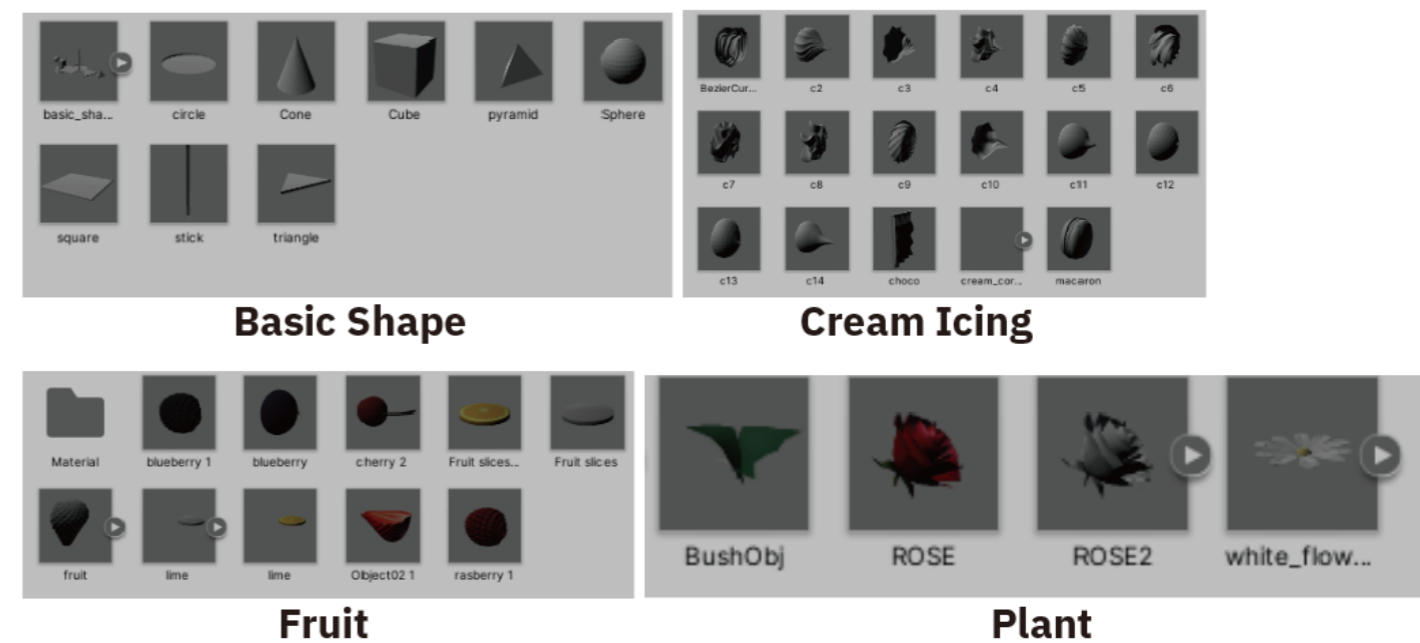 basic_sha...
circle
Cone
Cube
pyramid
Sphere
square
stick
triangle
Basic Shape
BezierCur...
c2
c3
c4
c5
c6
c7
c8
c9
c10
c11
c12
c13
c14
choco
cream_cor...
macaron
Cream Icing
Material
blueberry 1
blueberry
cherry 2
Fruit slices...
Fruit slices
fruit
lime
lime
Object02 1
rasberry 1
Fruit
BushObj
ROSE
ROSE2
white_flow...
Plant